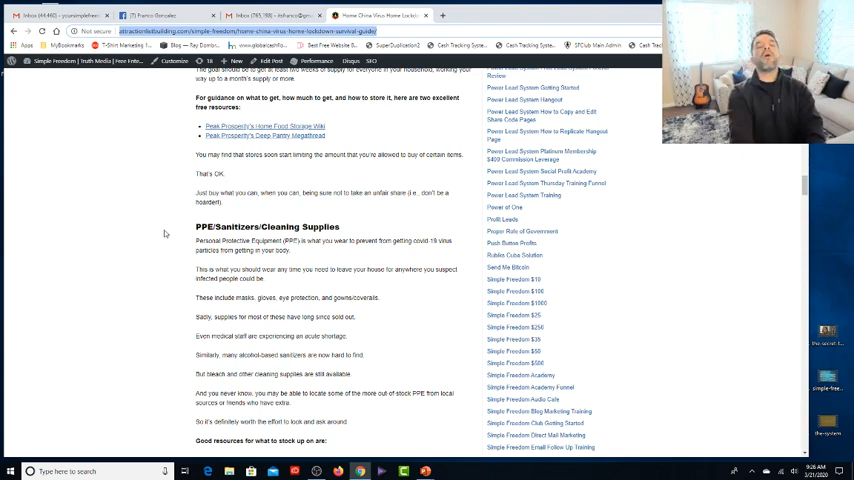 Inbox (44,460) - yoursimplefree
(7) Franco Gonzalez
Inbox (765,198) - itsfranco@gm
Home China Virus Home Lockdo
Not secure
attractionlistbuilding.com/simple-freedom/home-china-virus-home-lockdown-survival-guide/
Apps
MyBookmarks
T-Shirt Marketing T
Blog — Ray Dombr
www.globalcashinfo
Best Free Website B
SuperDuplication2
Cash Tracking Syste
Cash Tracking System
SFClub Main Admin
Cash Tracking Syste
Simple Freedom | Truth Media | Free Ente
Customize
18
New
Edit Post
Performance
Disqus
SEO
The goal should be to get at least two weeks of supply for everyone in your household, working your
way up to a month's supply or more.
For guidance on what to get, how much to get, and how to store it, here are two excellent
free resources:
Peak Prosperity's Home Food Storage Wiki
Peak Prosperity's Deep Pantry Megathread
You may find that stores soon start limiting the amount that you're allowed to buy of certain items.
That's OK.
Just buy what you can, when you can, being sure not to take an unfair share (i.e., don't be a
hoarder!).
PPE/Sanitizers/Cleaning Supplies
Personal Protective Equipment (PPE) is what you wear to prevent from getting covid-19 virus
particles from getting in your body.
This is what you should wear any time you need to leave your house for anywhere you suspect
infected people could be.
These include masks, gloves, eye protection, and gowns/coveralls.
Sadly, supplies for most of these have long since sold out.
Even medical staff are experiencing an acute shortage.
Similarly, many alcohol-based sanitizers are now hard to find.
But bleach and other cleaning supplies are still available.
And you never know, you may be able to locate some of the more out-of-stock PPE from local
sources or friends who have extra.
So it's definitely worth the effort to look and ask around
Good resources for what to stock up on are:
Review
Power Lead System Getting Started
Power Lead System Hangout
Power Lead System How to Copy and Edit
Share Code Pages
Power Lead System How to Replicate Hangout
Page
Power Lead System Platinum Membership
$400 Commission Leverage
Power Lead System Social Profit Academy
Power Lead System Thursday Training Funnel
Power Lead System Training
Power of One
Profit Leads
Proper Role of Government
Push Button Profits
Rubiks Cube Solution
Send Me Bitcoin
Simple Freedom $10
Simple Freedom $100
Simple Freedom $1000
Simple Freedom $25
Simple Freedom $250
Simple Freedom $35
Simple Freedom $50
Simple Freedom $500
Simple Freedom Academy
Simple Freedom Academy Funnel
Simple Freedom Audio Cafe
Simple Freedom Blog Marketing Training
Simple Freedom Club Getting Started
Simple Freedom Direct Mail Marketing
Simple Freedom Email Follow Up Training
the-secret-t...
simple-free...
the-system
Type here to search
9:26 AM
3/21/2020